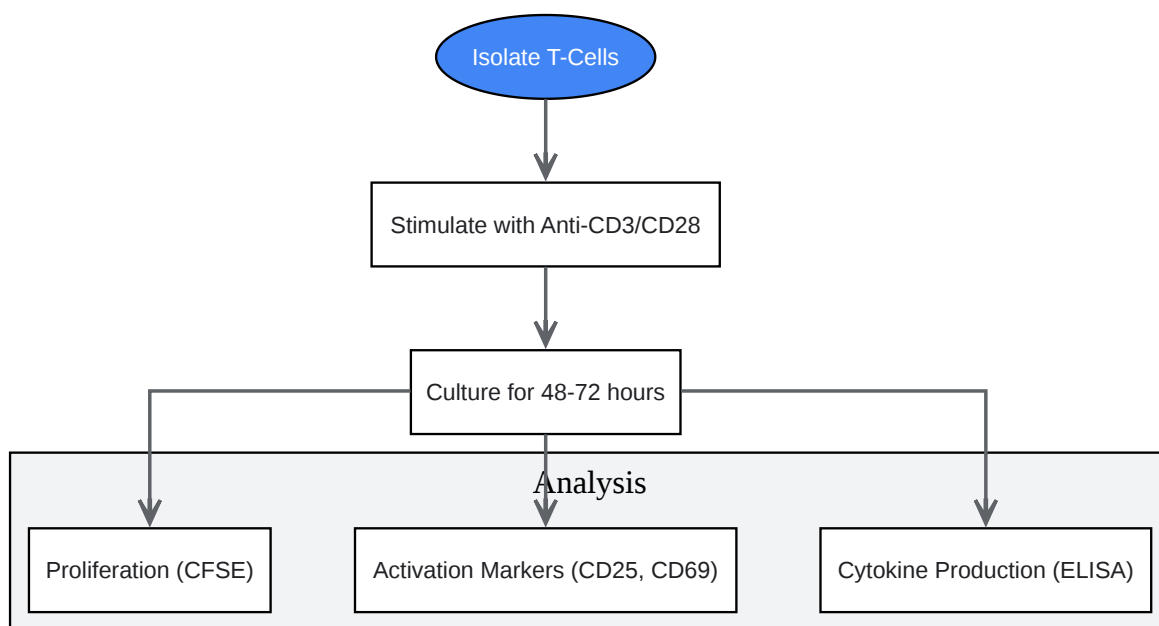 Isolate T-Cells
Stimulate with Anti-CD3/CD28
Culture for 48-72 hours
Analysis
Proliferation (CFSE)
Activation Markers (CD25, CD69)
Cytokine Production (ELISA)